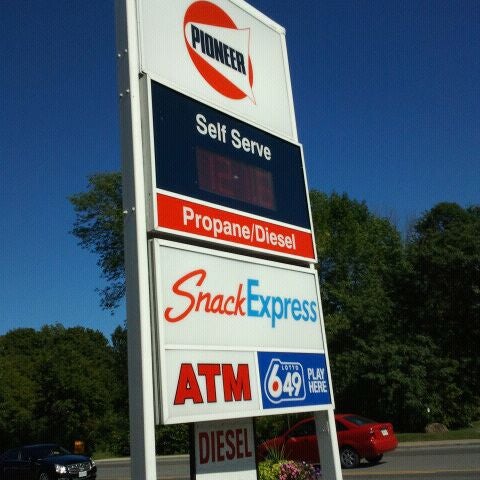 PIONEER
Self Serve
Propane/Diesel
SnackExpress
ATM
LOTTO
649
PLAY
HERE
DIESEL